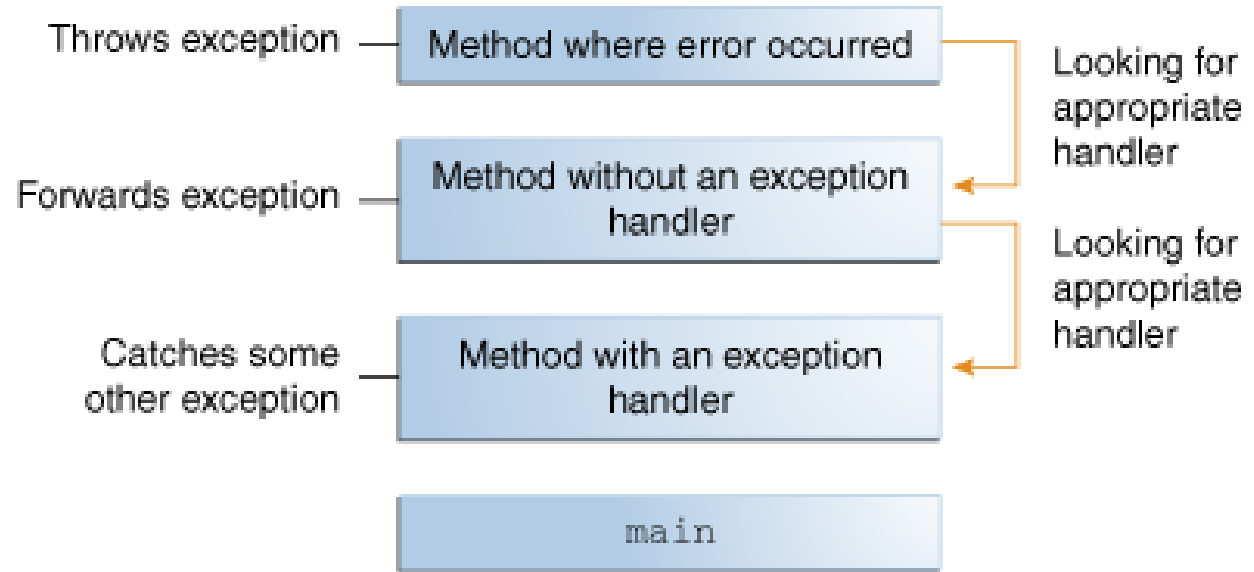 Throws exception
Method where error occurred
Looking for
appropriate
handler
Forwards exception
Method without an exception
handler
Looking for
appropriate
handler
Catches some
other exception
Method with an exception
handler
main